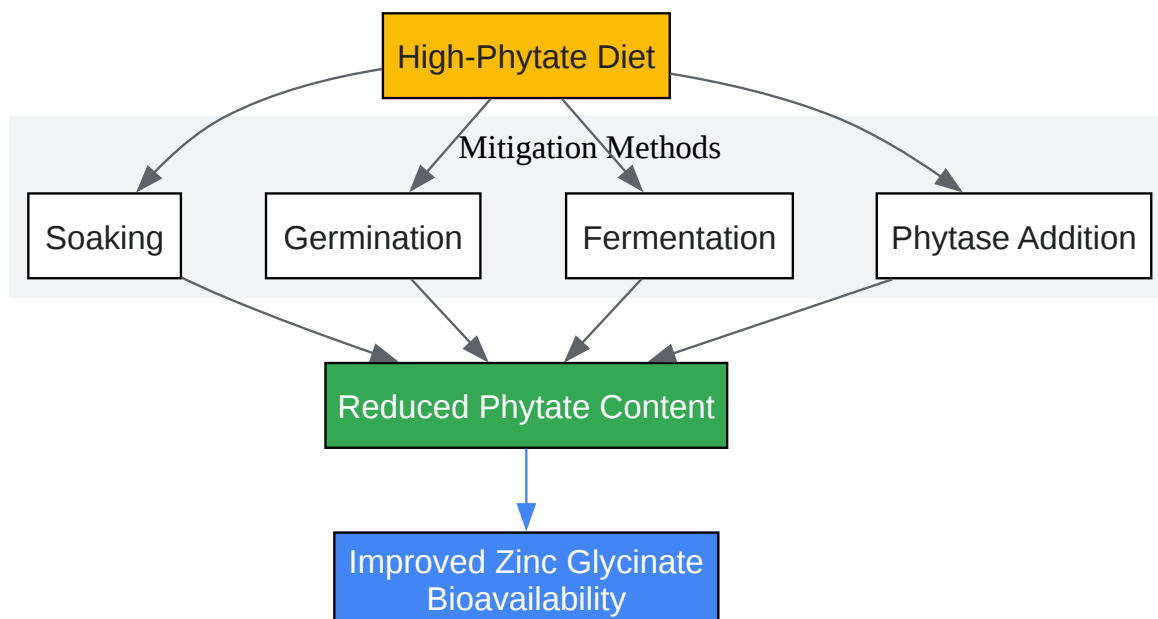 High-Phytate Diet
Mitigation Methods
Soaking
Germination
Fermentation
Phytase Addition
Reduced Phytate Content
Improved Zinc Glycinate
Bioavailability